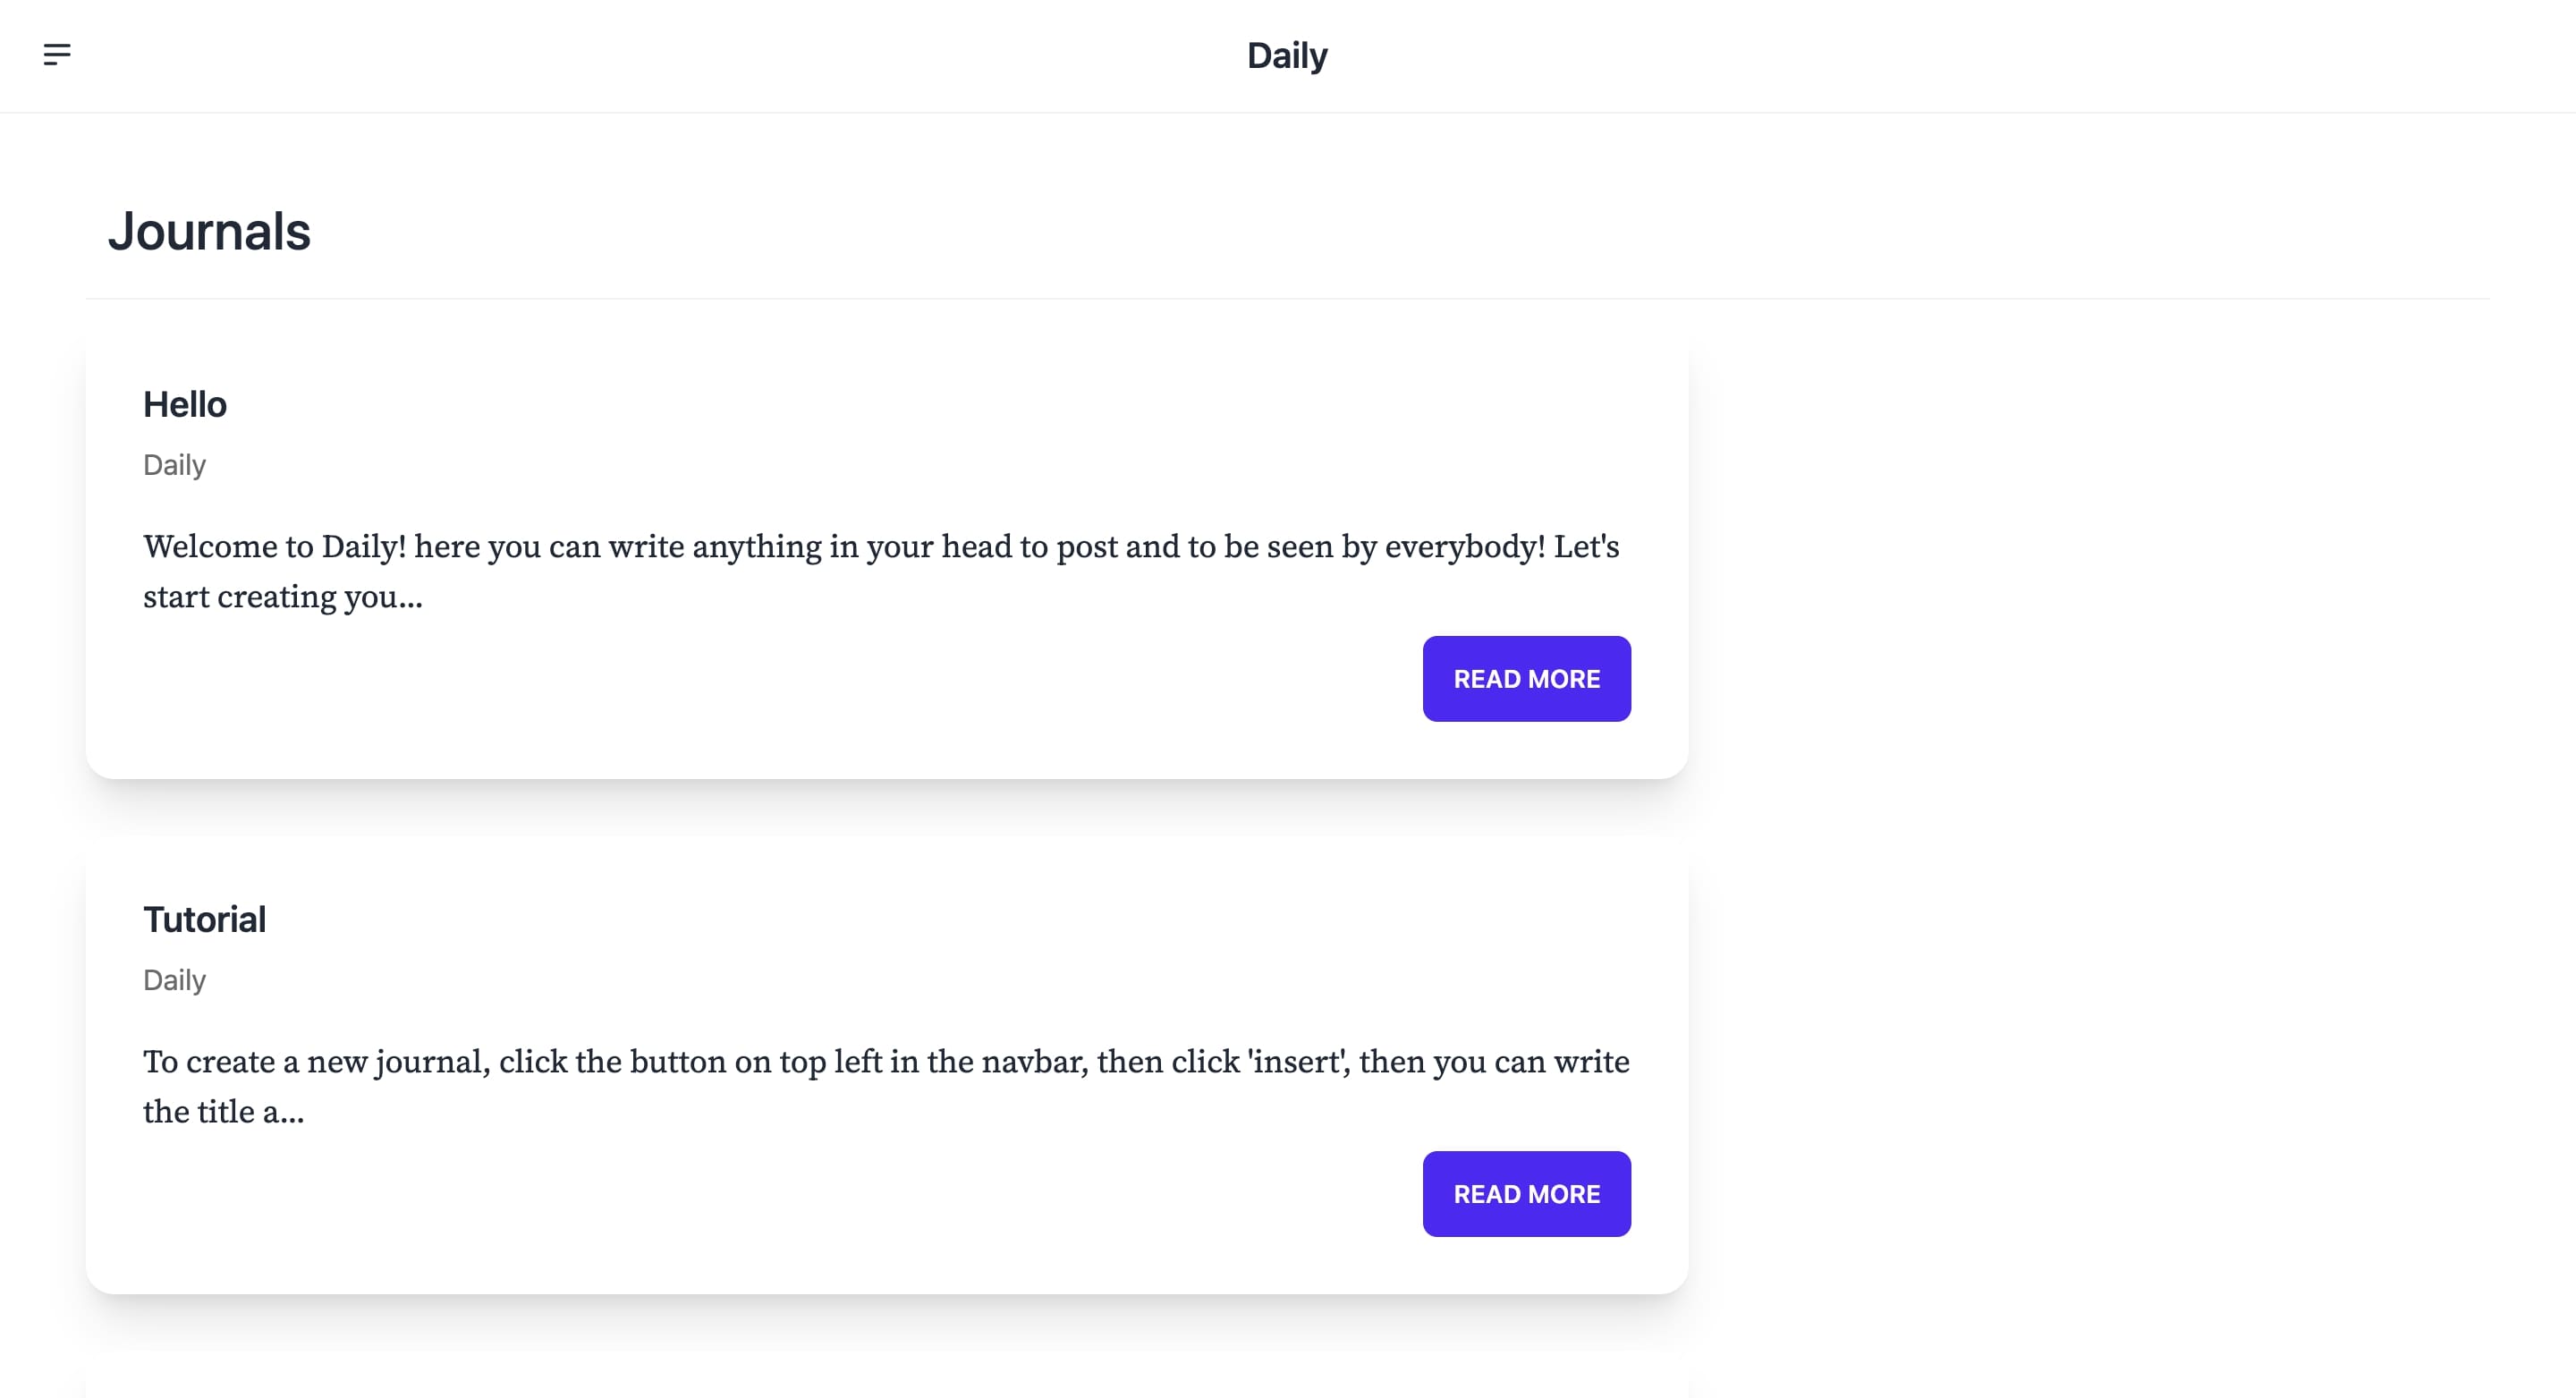 Daily
Journals
Hello
Daily
Welcome to Daily! here you can write anything in your head to post and to be seen by everybody! Let's
start creating you...
READ MORE
Tutorial
Daily
To create a new journal, click the button on top left in the navbar, then click 'insert', then you can write
the title a...
READ MORE